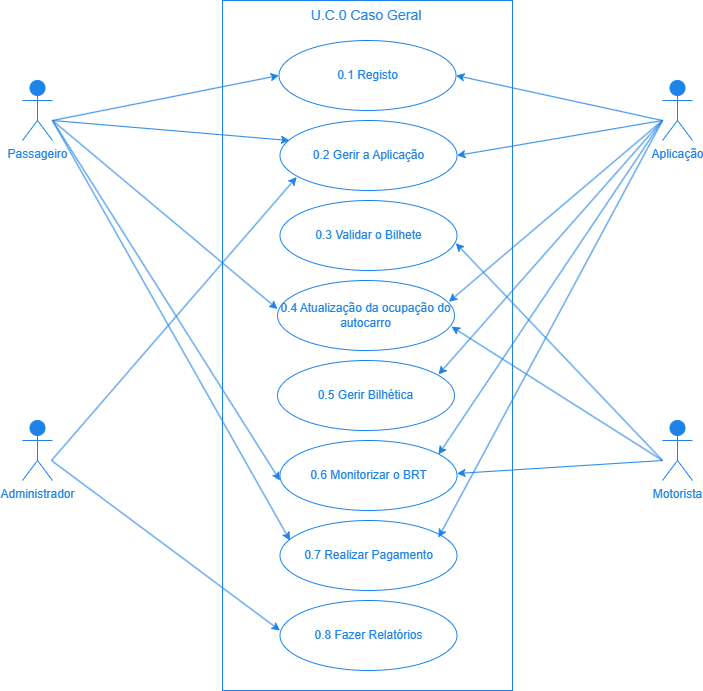 U.C.0 Caso Geral
0.1 Registo
Passageiro
0.2 Gerir a Aplicação
Aplicação
0.3 Validar o Bilhete
0.4 Atualização da ocupação do
autocarro
0.5 Gerir Bilhética
0.6 Monitorizar o BRT
Administrador
Motorista
0.7 Realizar Pagamento
0.8 Fazer Relatórios